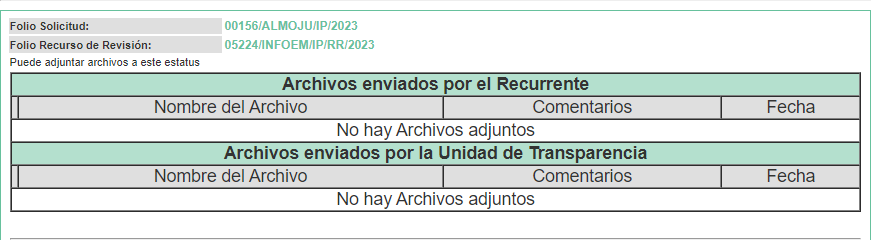 Folio Solicitud: 00156/ALMOJU/IP/2023
Folio Recurso de Revisión: 05224/INFOEM/IP/RR/2023
Puede adjuntar archivos a este estatus
Archivos enviados por el Recurrente
Nombre del Archivo Comentarios Fecha
No hay Archivos adjuntos
Archivos enviados por la Unidad de Transparencia
Nombre del Archivo Comentarios Fecha
No hay Archivos adjuntos